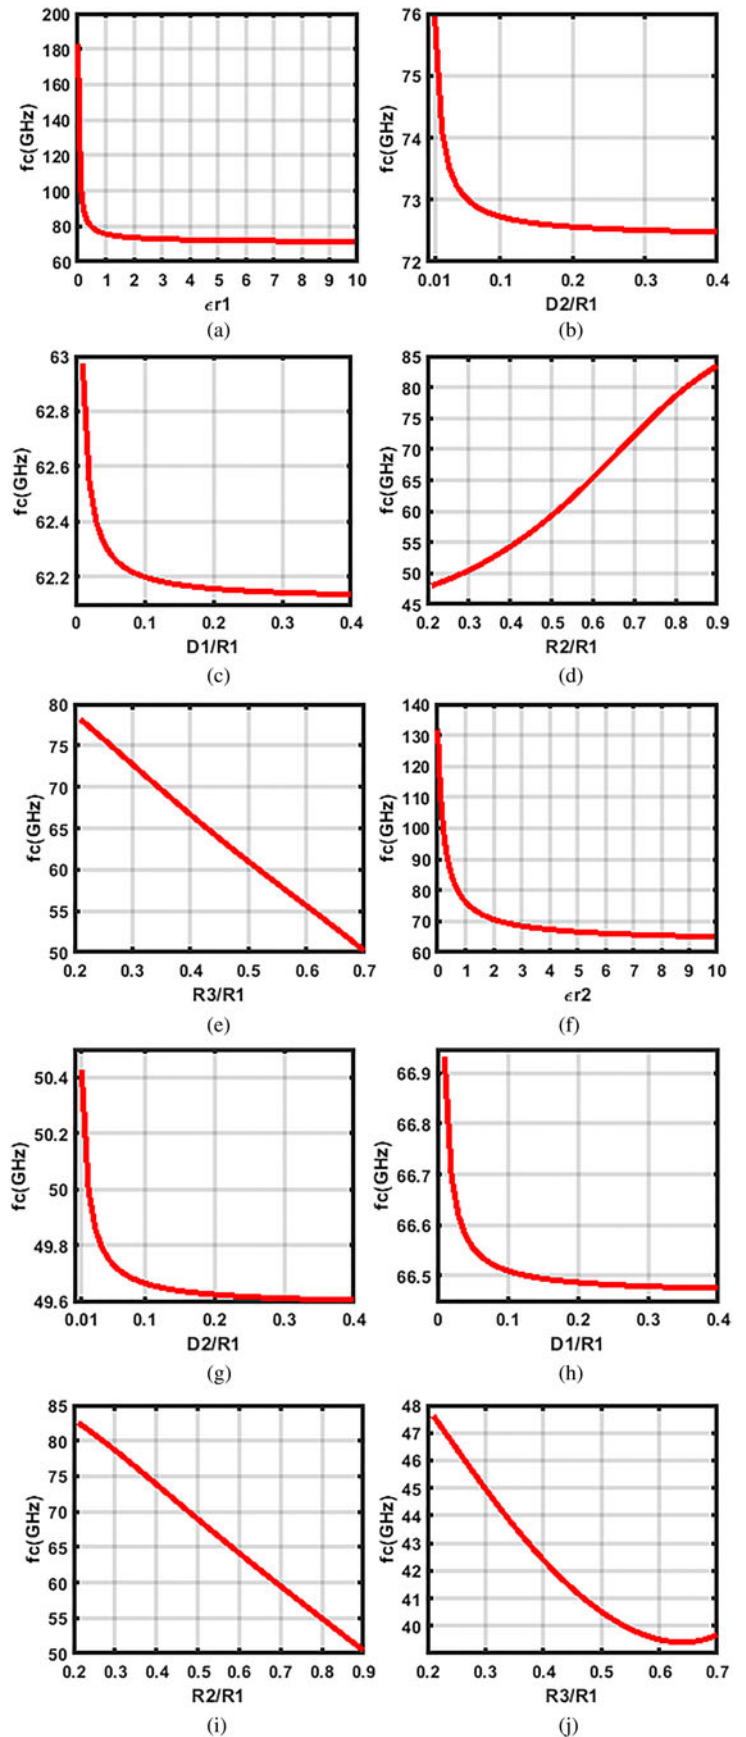 200
180
160
140
120
100
80
60
fc(GHz)
0 1 2 3 4 5 6 7 8 9 10
ϵr1
(a)
76
75
74
73
72
fc(GHz)
0.01 0.1 0.2 0.3 0.4
D2/R1
(b)
63
62.8
62.6
62.4
62.2
fc(GHz)
0 0.1 0.2 0.3 0.4
D1/R1
(c)
85
80
75
70
65
60
55
50
45
fc(GHz)
0.2 0.3 0.4 0.5 0.6 0.7 0.8 0.9
R2/R1
(d)
80
75
70
65
60
55
50
fc(GHz)
0.2 0.3 0.4 0.5 0.6 0.7
R3/R1
(e)
140
130
120
110
100
90
80
70
60
fc(GHz)
0 1 2 3 4 5 6 7 8 9 10
ϵr2
(f)
50.4
50.2
50
49.8
49.6
fc(GHz)
0.01 0.1 0.2 0.3 0.4
D2/R1
(g)
66.9
66.8
66.7
66.6
66.5
fc(GHz)
0 0.1 0.2 0.3 0.4
D1/R1
(h)
85
80
75
70
65
60
55
50
fc(GHz)
0.2 0.3 0.4 0.5 0.6 0.7 0.8 0.9
R2/R1
(i)
48
47
46
45
44
43
42
41
40
fc(GHz)
0.2 0.3 0.4 0.5 0.6 0.7
R3/R1
(j)